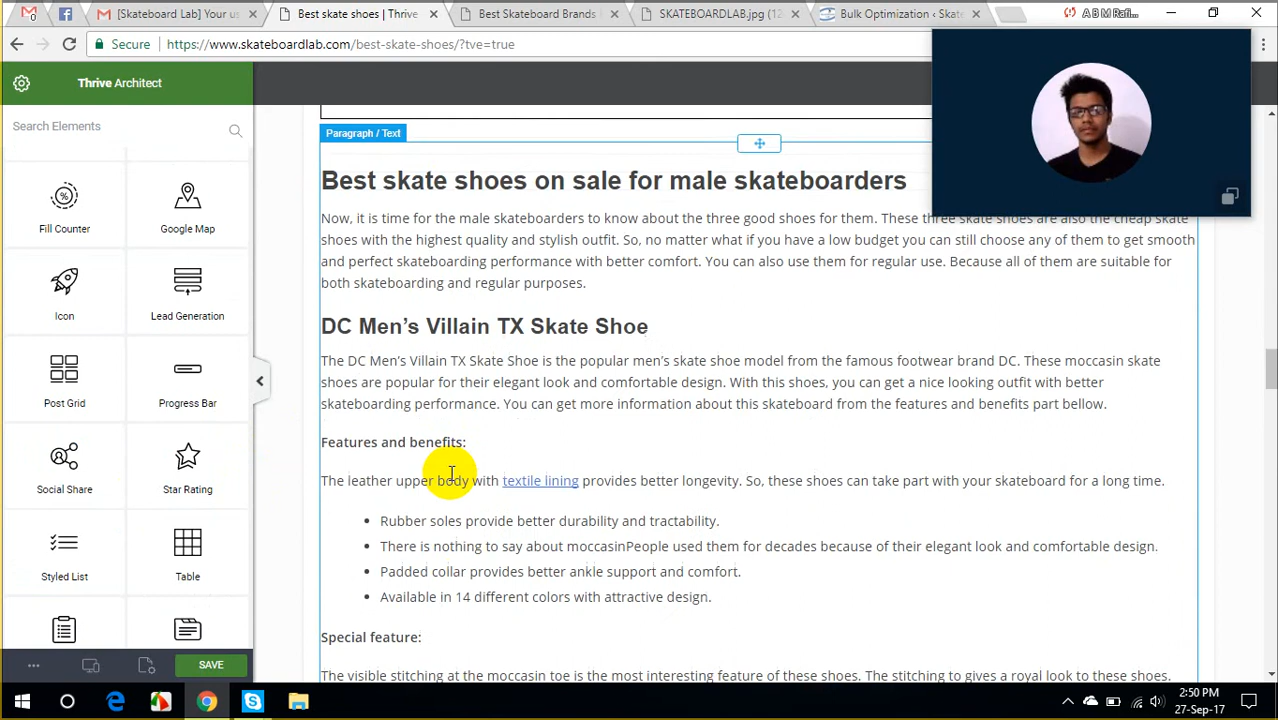 [Skateboard Lab] Your u
Best skate shoes | Thrive
Best Skateboard Brands
SKATEBOARDLAB.jpg (12
Bulk Optimization ‹ Skate
A B M Rafi...
Secure
https://www.skateboardlab.com/best-skate-shoes/?tve=true
Thrive Architect
Search Elements
Fill Counter
Google Map
Icon
Lead Generation
Post Grid
Progress Bar
Social Share
Star Rating
Styled List
Table
SAVE
Paragraph / Text
Best skate shoes on sale for male skateboarders
Now, it is time for the male skateboarders to know about the three good shoes for them. These three skate shoes are also the cheap skate
shoes with the highest quality and stylish outfit. So, no matter what if you have a low budget you can still choose any of them to get smooth
and perfect skateboarding performance with better comfort. You can also use them for regular use. Because all of them are suitable for
both skateboarding and regular purposes.
DC Men’s Villain TX Skate Shoe
The DC Men’s Villain TX Skate Shoe is the popular men’s skate shoe model from the famous footwear brand DC. These moccasin skate
shoes are popular for their elegant look and comfortable design. With this shoes, you can get a nice looking outfit with better
skateboarding performance. You can get more information about this skateboard from the features and benefits part bellow.
Features and benefits:
The leather upper body with textile lining provides better longevity. So, these shoes can take part with your skateboard for a long time.
• Rubber soles provide better durability and tractability.
• There is nothing to say about moccasinPeople used them for decades because of their elegant look and comfortable design.
• Padded collar provides better ankle support and comfort.
• Available in 14 different colors with attractive design.
Special feature:
The visible stitching at the moccasin toe is the most interesting feature of these shoes. The stitching to gives a royal look to these shoes.
2:50 PM
27-Sep-17